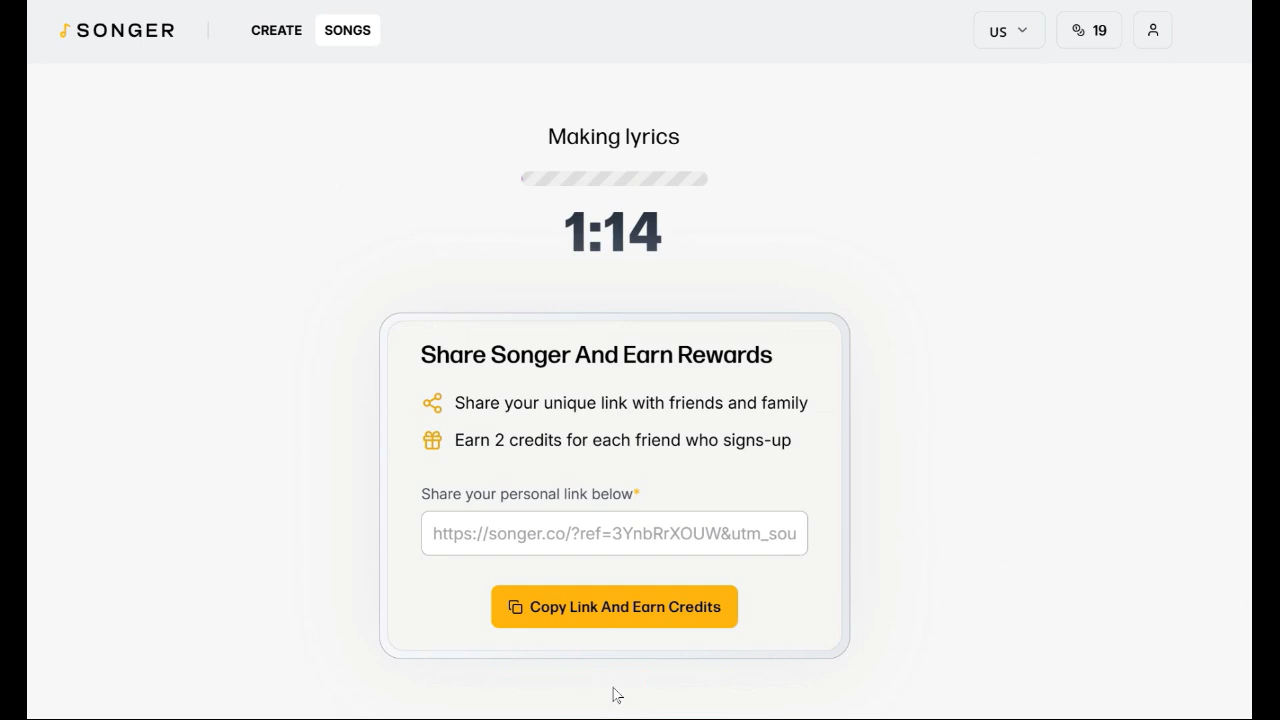 SONGER
CREATE
SONGS
US
19
Making lyrics
1:14
Share Songer And Earn Rewards
Share your unique link with friends and family
Earn 2 credits for each friend who signs-up
Share your personal link below*
https://songer.co/?ref=3YnbRrXOUW&utm_sou
Copy Link And Earn Credits